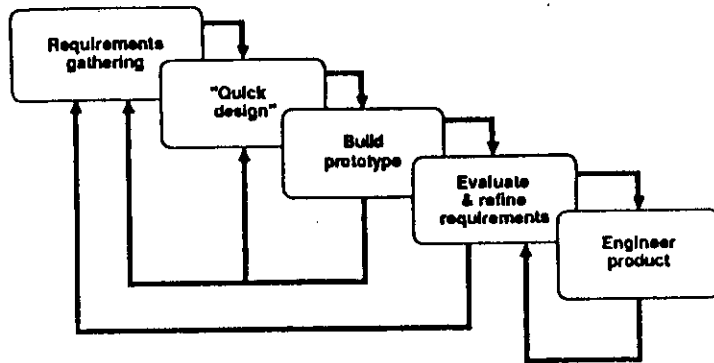 Requirements
gathering
"Quick
design"
Build
prototype
Evaluate
& refine
requirements
Engineer
product